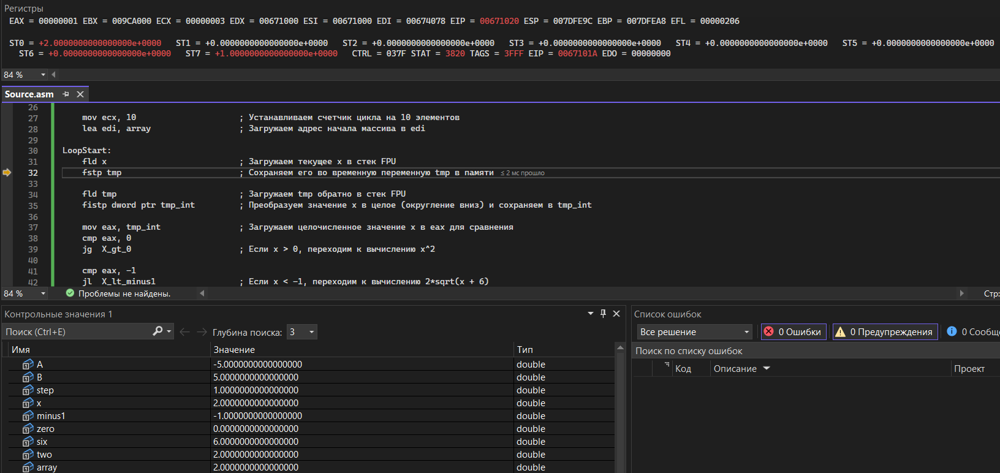 Регистры
EAX = 00000001 EBX = 009CA000 ECX = 00000003 EDX = 00671000 ESI = 00671000 EDI = 00674078 EIP = 00671020 ESP = 007DFE9C EBP = 007DFEA8 EFL = 00000206
ST0 = +2.0000000000000000e+0000 ST1 = +0.0000000000000000e+0000 ST2 = +0.0000000000000000e+0000 ST3 = +0.0000000000000000e+0000 ST4 = +0.0000000000000000e+0000 ST5 = +0.0000000000000000e+0000
ST6 = +0.0000000000000000e+0000 ST7 = +1.0000000000000000e+0000 CTRL = 037F STAT = 3820 TAGS = 3FFF EIP = 0067101A EDO = 00000000
84 %
Source.asm
26
27 mov ecx, 10 ; Устанавливаем счетчик цикла на 10 элементов
28 lea edi, array ; Загружаем адрес начала массива в edi
29
30 LoopStart:
31 fld x ; Загружаем текущее x в стек FPU
32 fstp tmp ; Сохраняем его во временную переменную tmp в памяти ≤ 2 мс прошло
33
34 fld tmp ; Загружаем tmp обратно в стек FPU
35 fistp dword ptr tmp_int ; Преобразуем значение x в целое (округление вниз) и сохраняем в tmp_int
36
37 mov eax, tmp_int ; Загружаем целочисленное значение x в eax для сравнения
38 cmp eax, 0
39 jg X_gt_0 ; Если x > 0, переходим к вычислению x^2
40
41 cmp eax, -1
42 jl X_lt_minus1 ; Если x < -1, переходим к вычислению 2*sqrt(x + 6)
84 % Проблемы не найдены. Стр:
Контрольные значения 1
Поиск (Ctrl+E) Глубина поиска: 3
Имя Значение Тип
A -5.0000000000000000 double
B 5.0000000000000000 double
step 1.0000000000000000 double
x 2.0000000000000000 double
minus1 -1.0000000000000000 double
zero 0.0000000000000000 double
six 6.0000000000000000 double
two 2.0000000000000000 double
array 2.0000000000000000 double
Список ошибок
Все решение 0 Ошибки 0 Предупреждения 0 Сообще
Поиск по списку ошибок
Код Описание Проект